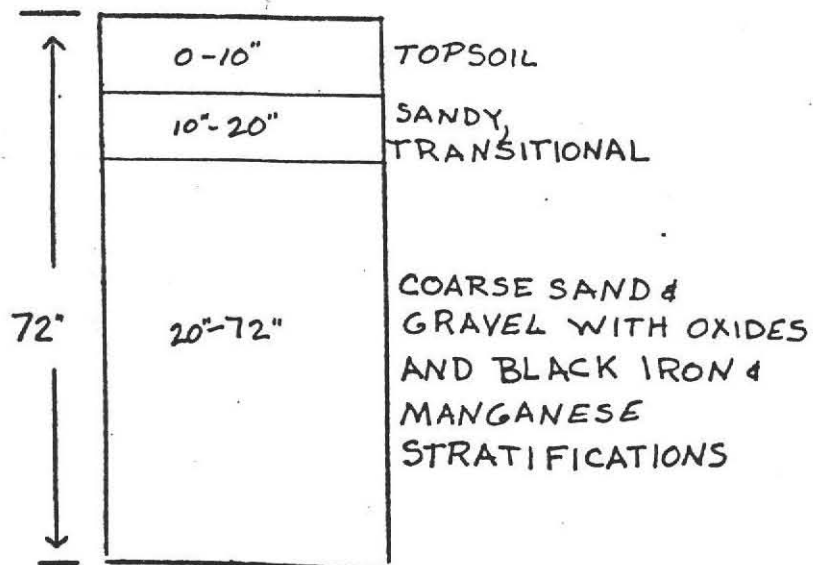 0-10"
TOPSOIL
10"-20"
SANDY,
TRANSITIONAL
72"
20"-72"
COARSE SAND &
GRAVEL WITH OXIDES
AND BLACK IRON &
MANGANESE
STRATIFICATIONS